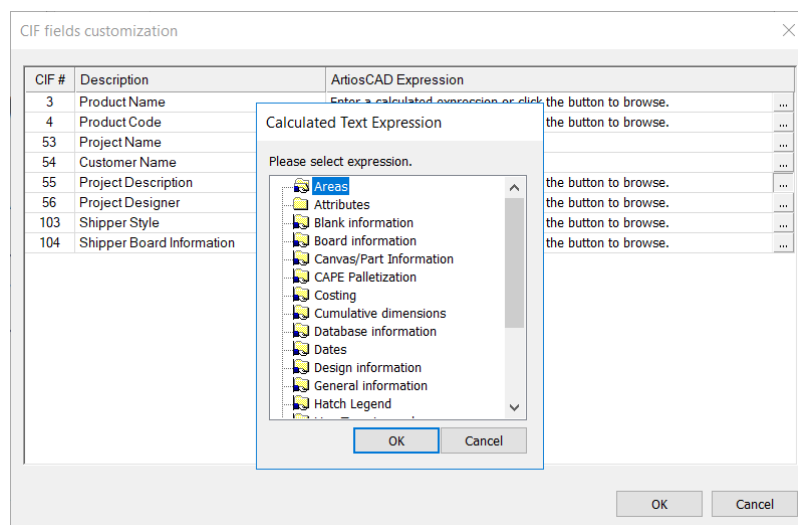 CIF fields customization
CIF # Description ArtiosCAD Expression
3 Product Name Enter a calculated expression or click the button to browse. ...
4 Product Code the button to browse. ...
53 Project Name ...
54 Customer Name ...
55 Project Description the button to browse. ...
56 Project Designer the button to browse. ...
103 Shipper Style the button to browse. ...
104 Shipper Board Information the button to browse. ...
Calculated Text Expression
Please select expression.
Areas
Attributes
Blank information
Board information
Canvas/Part Information
CAPE Palletization
Costing
Cumulative dimensions
Database information
Dates
Design information
General information
Hatch Legend
OK Cancel
OK Cancel